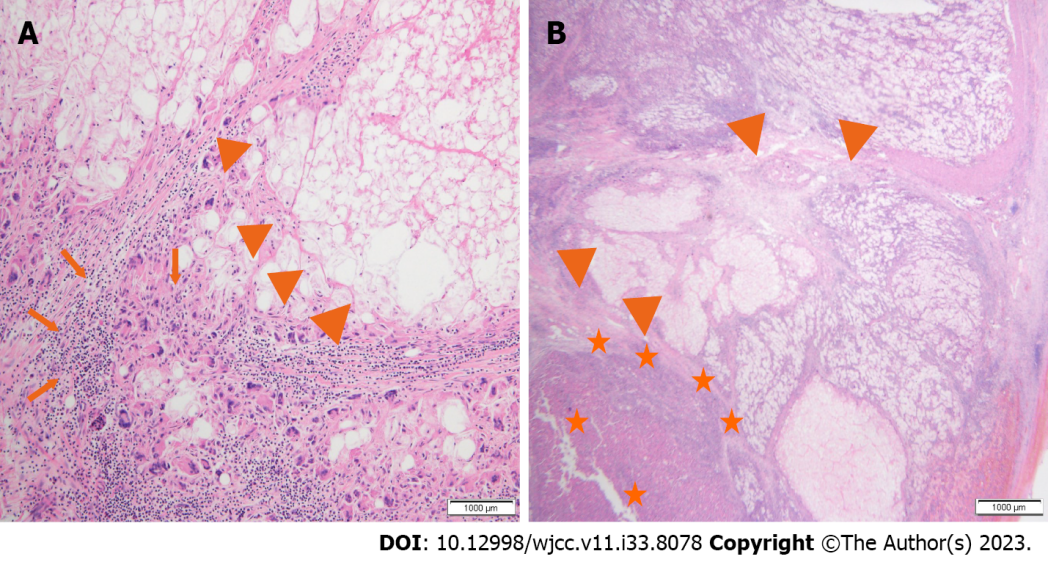 A
B
1000 µm
1000 µm
DOI: 10.12998/wjcc.v11.i33.8078 Copyright ©The Author(s) 2023.